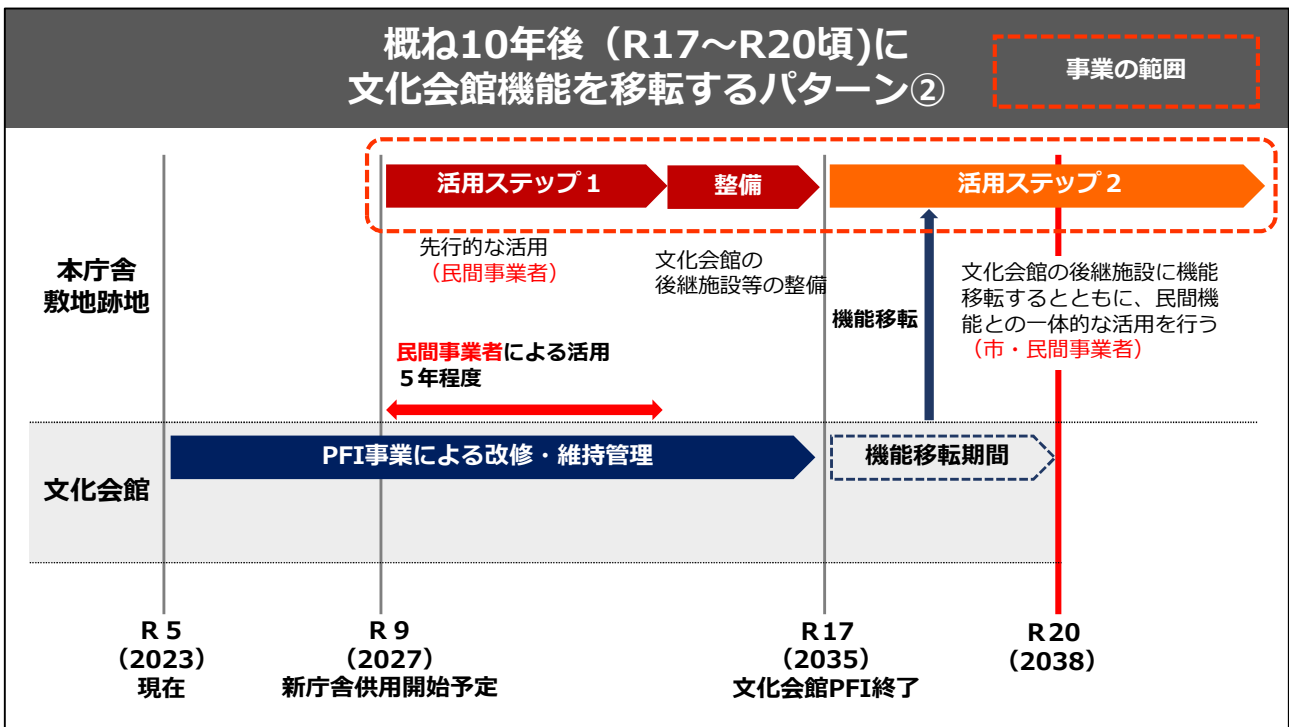 概ね10年後（R17～R20頃)に
文化会館機能を移転するパターン②
事業の範囲
活用ステップ１
整備
活用ステップ２
先行的な活用
（民間事業者）
文化会館の
後継施設等の整備
本庁舎
敷地跡地
機能移転
文化会館の後継施設に機能
移転するとともに、民間機
能との一体的な活用を行う
（市・民間事業者）
民間事業者による活用
５年程度
PFI事業による改修・維持管理
機能移転期間
文化会館
R５
（2023）
現在
R９
（2027）
新庁舎供用開始予定
R17
（2035）
文化会館PFI終了
R20
（2038）